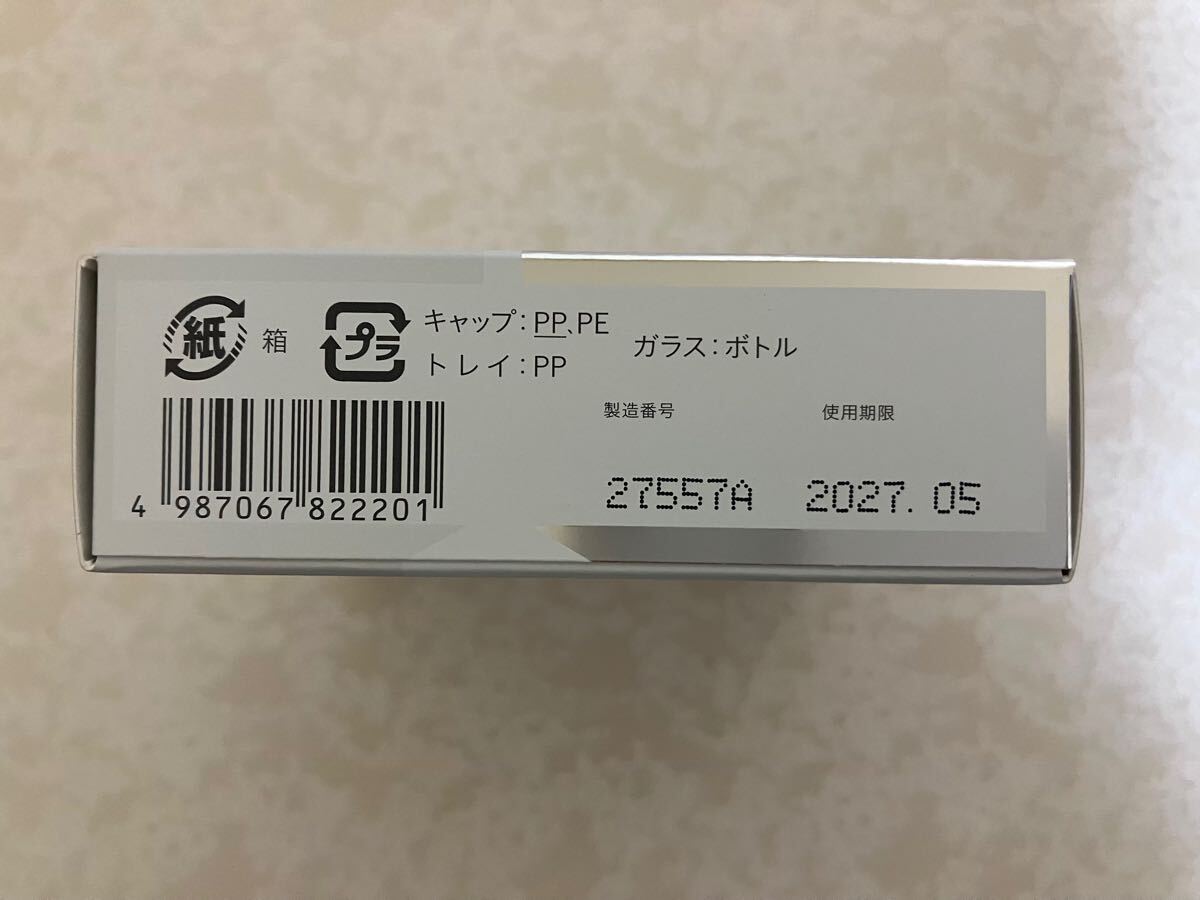 紙 箱 プラ キャップ:PP、PE
トレイ:PP
ガラス:ボトル
製造番号 使用期限
27557A 2027.05
4 987067 822201